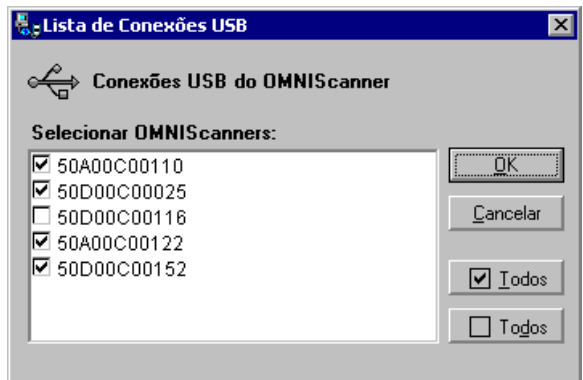 Lista de Conexões USB
Conexões USB do OMNIScanner
Selecionar OMNIScanners:
50A00C00110
50D00C00025
50D00C00116
50A00C00122
50D00C00152
OK
Cancelar
Todos
Todos